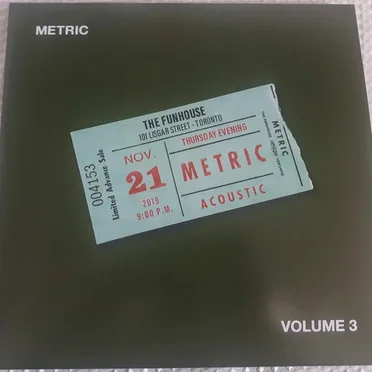 METRIC
THE FUNHOUSE
101 LISGAR STREET - TORONTO
THURSDAY EVENING
004153
Limited Advance Sale
NOV.
21
2019
9:00 P.M.
METRIC
ACOUSTIC
METRIC
VOLUME 3